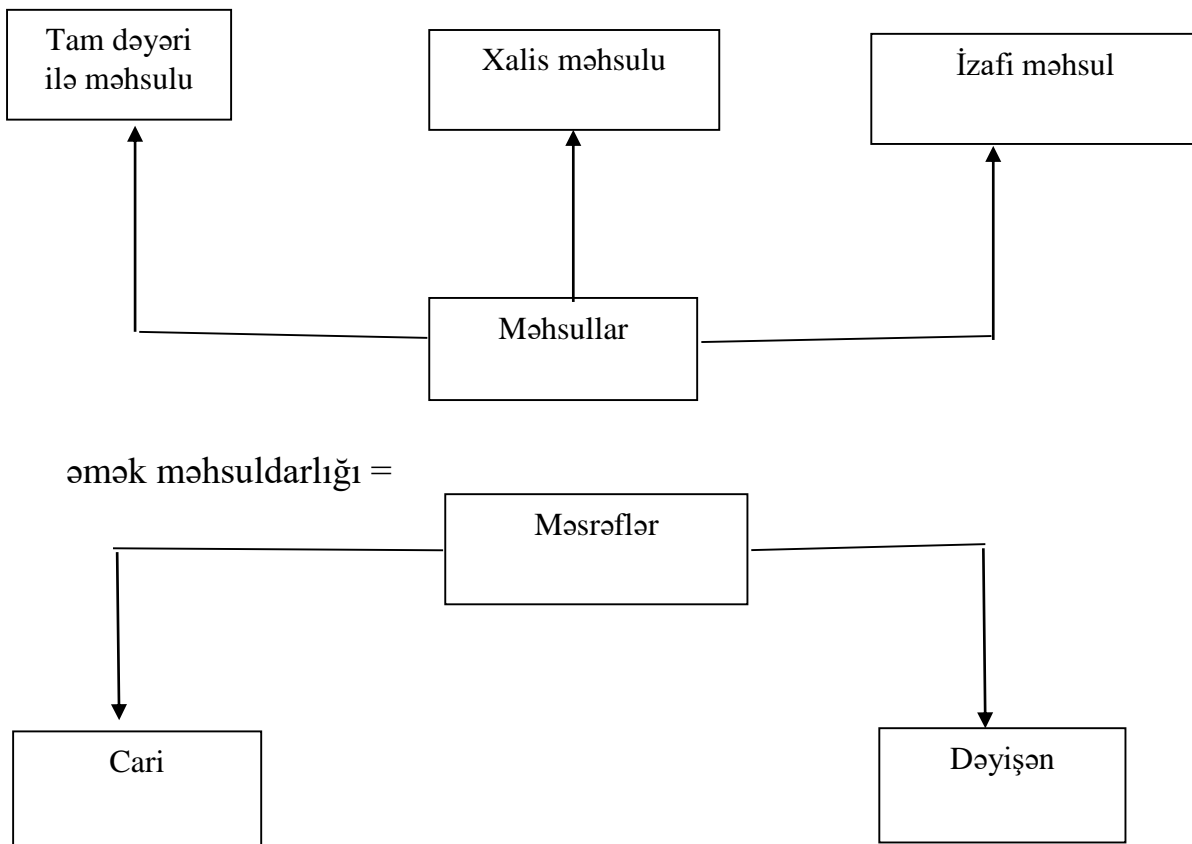 Tam dəyəri
ilə məhsulu
Xalis məhsulu
İzafi məhsul
Məhsullar
əmək məhsuldarlığı =
Məsrəflər
Cari
Dəyişən